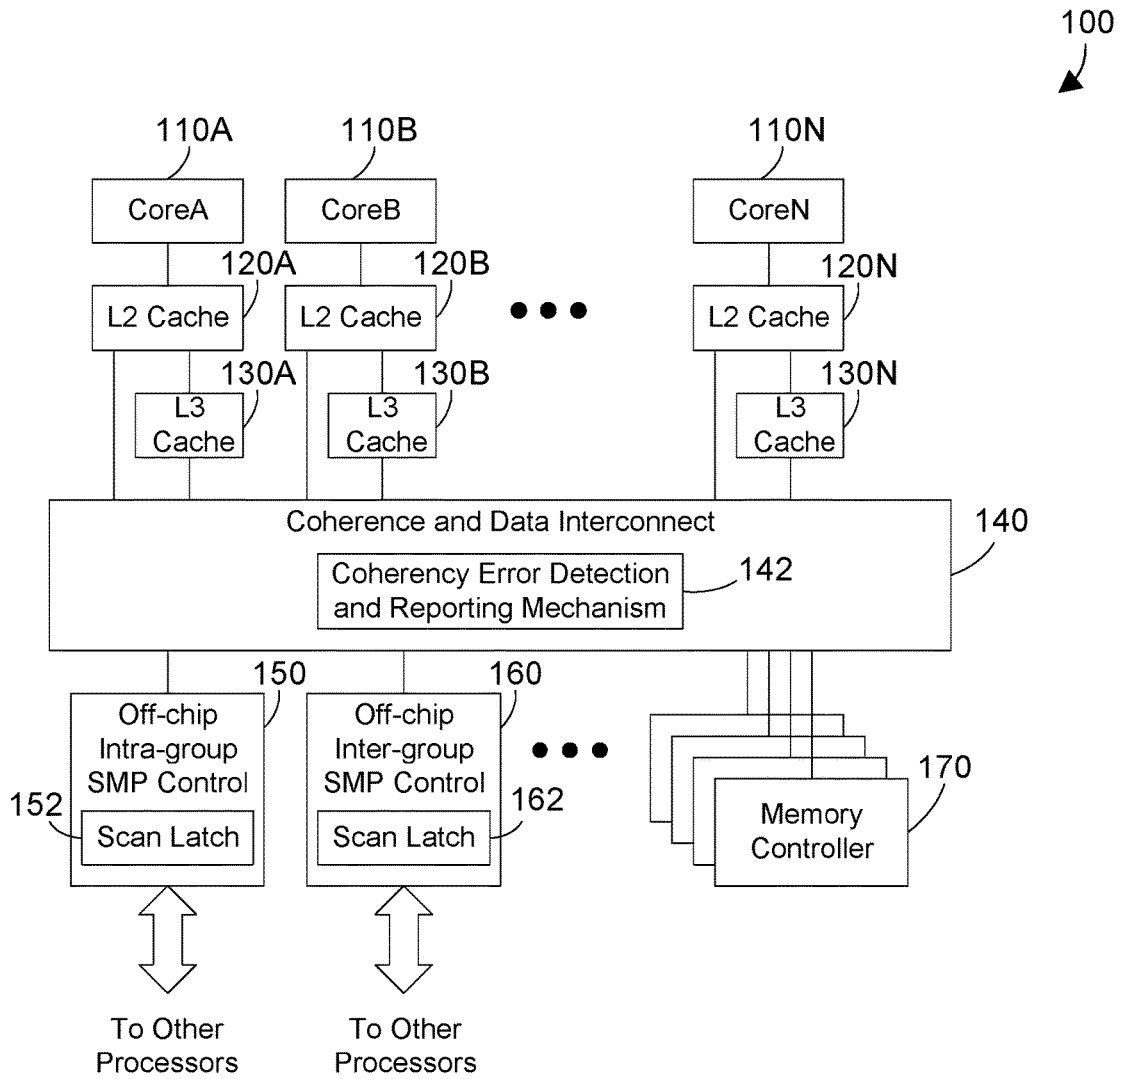 100
110A
110B
110N
CoreA
CoreB
CoreN
120A
120B
120N
L2 Cache
L2 Cache
L2 Cache
130A
130B
130N
L3
Cache
L3
Cache
L3
Cache
Coherence and Data Interconnect
140
Coherency Error Detection
and Reporting Mechanism
142
150
160
Off-chip
Intra-group
SMP Control
Off-chip
Inter-group
SMP Control
170
152
Scan Latch
162
Scan Latch
Memory
Controller
To Other
Processors
To Other
Processors